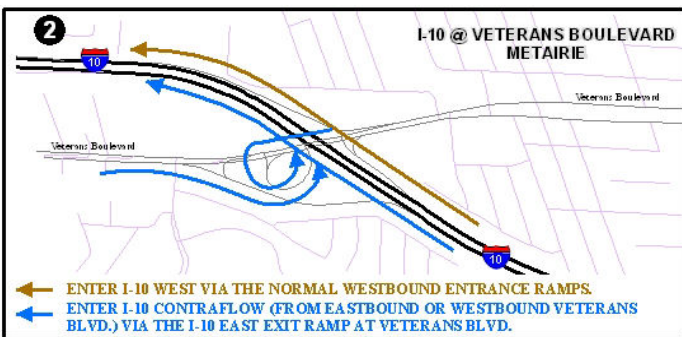 2
I-10 @ VETERANS BOULEVARD
METAIRIE
10
Veterans Boulevard
Veterans Boulevard
10
ENTER I-10 WEST VIA THE NORMAL WESTBOUND ENTRANCE RAMPS.
ENTER I-10 CONTRAFLOW (FROM EASTBOUND OR WESTBOUND VETERANS
BLVD.) VIA THE I-10 EAST EXIT RAMP AT VETERANS BLVD.